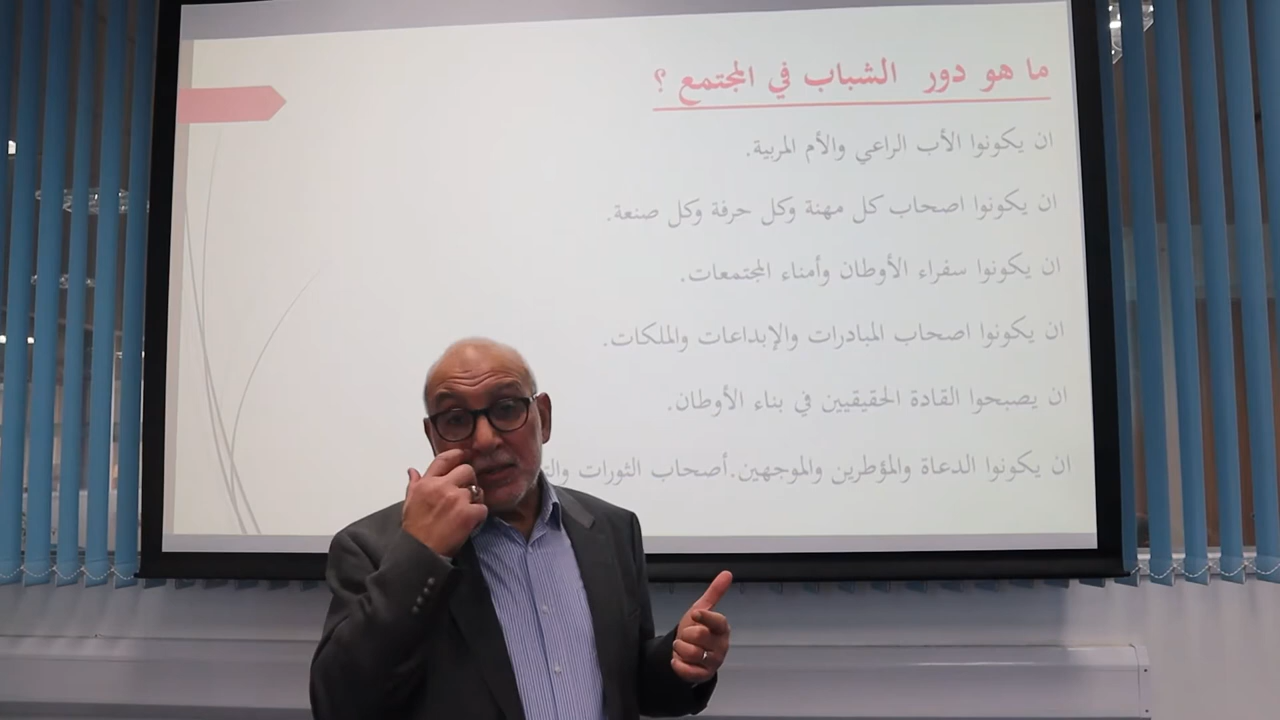 ما هو دور الشباب في المجتمع ؟
ان يكونوا الأب الراعي والأم المربية.
ان يكونوا اصحاب كل مهنة وكل حرفة وكل صنعة.
ان يكونوا سفراء الأوطان وأمناء المجتمعات.
ان يكونوا اصحاب المبادرات والإبداعات والملكات.
ان يصبحوا القادة الحقيقيين في بناء الأوطان.
ان يكونوا الدعاة والمؤطرين والموجهين.أصحاب الثورات